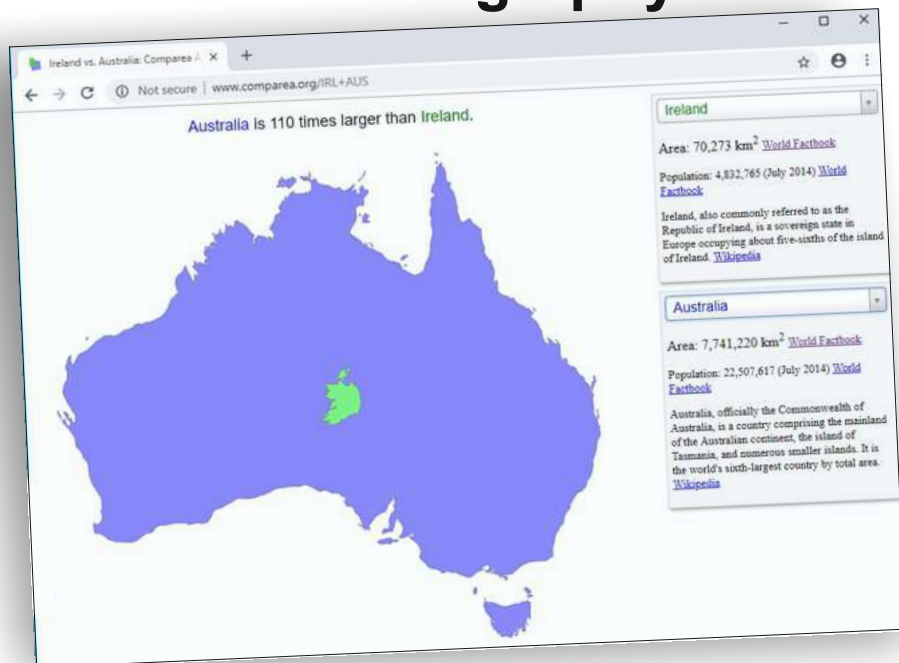 Ireland vs. Australia: Comparea
Not secure | www.comparea.org/IRL+AUS
Australia is 110 times larger than Ireland.
Ireland
Area: 70,273 km² World Factbook
Population: 4,832,765 (July 2014) World
Factbook
Ireland, also commonly referred to as the
Republic of Ireland, is a sovereign state in
Europe occupying about five-sixths of the island
of Ireland. Wikipedia
Australia
Area: 7,741,220 km² World Factbook
Population: 22,507,617 (July 2014) World
Factbook
Australia, officially the Commonwealth of
Australia, is a country comprising the mainland
of the Australian continent, the island of
Tasmania, and numerous smaller islands. It is
the world's sixth-largest country by total area.
Wikipedia